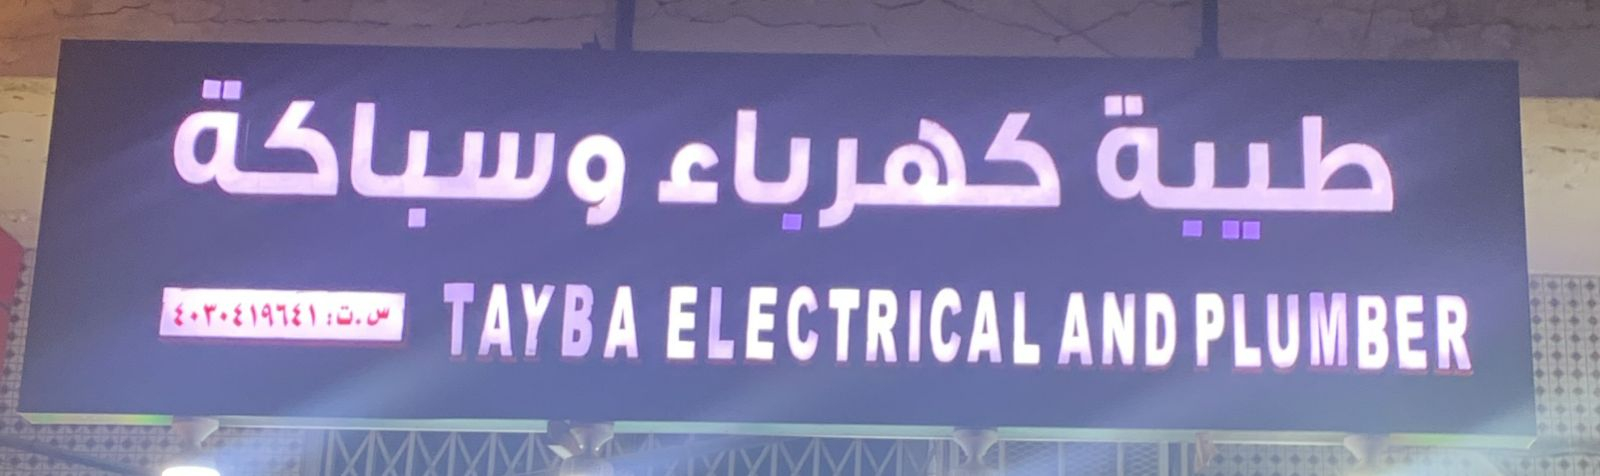 طيبة كهرباء وسباكة
س.ت: ٤٠٣٠٤١٩٦٤١
TAYBA ELECTRICAL AND PLUMBER